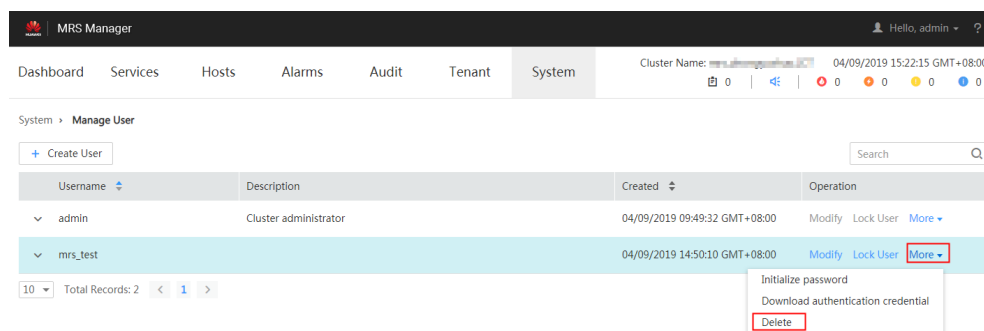 HUAWEI MRS Manager Hello, admin ?
Dashboard Services Hosts Alarms Audit Tenant System Cluster Name: 04/09/2019 15:22:15 GMT+08:00
0 0 0 0 0
System > Manage User
+ Create User Search
Username Description Created Operation
admin Cluster administrator 04/09/2019 09:49:32 GMT+08:00 Modify Lock User More
mrs_test 04/09/2019 14:50:10 GMT+08:00 Modify Lock User More
10 Total Records: 2 < 1 >
Initialize password
Download authentication credential
Delete